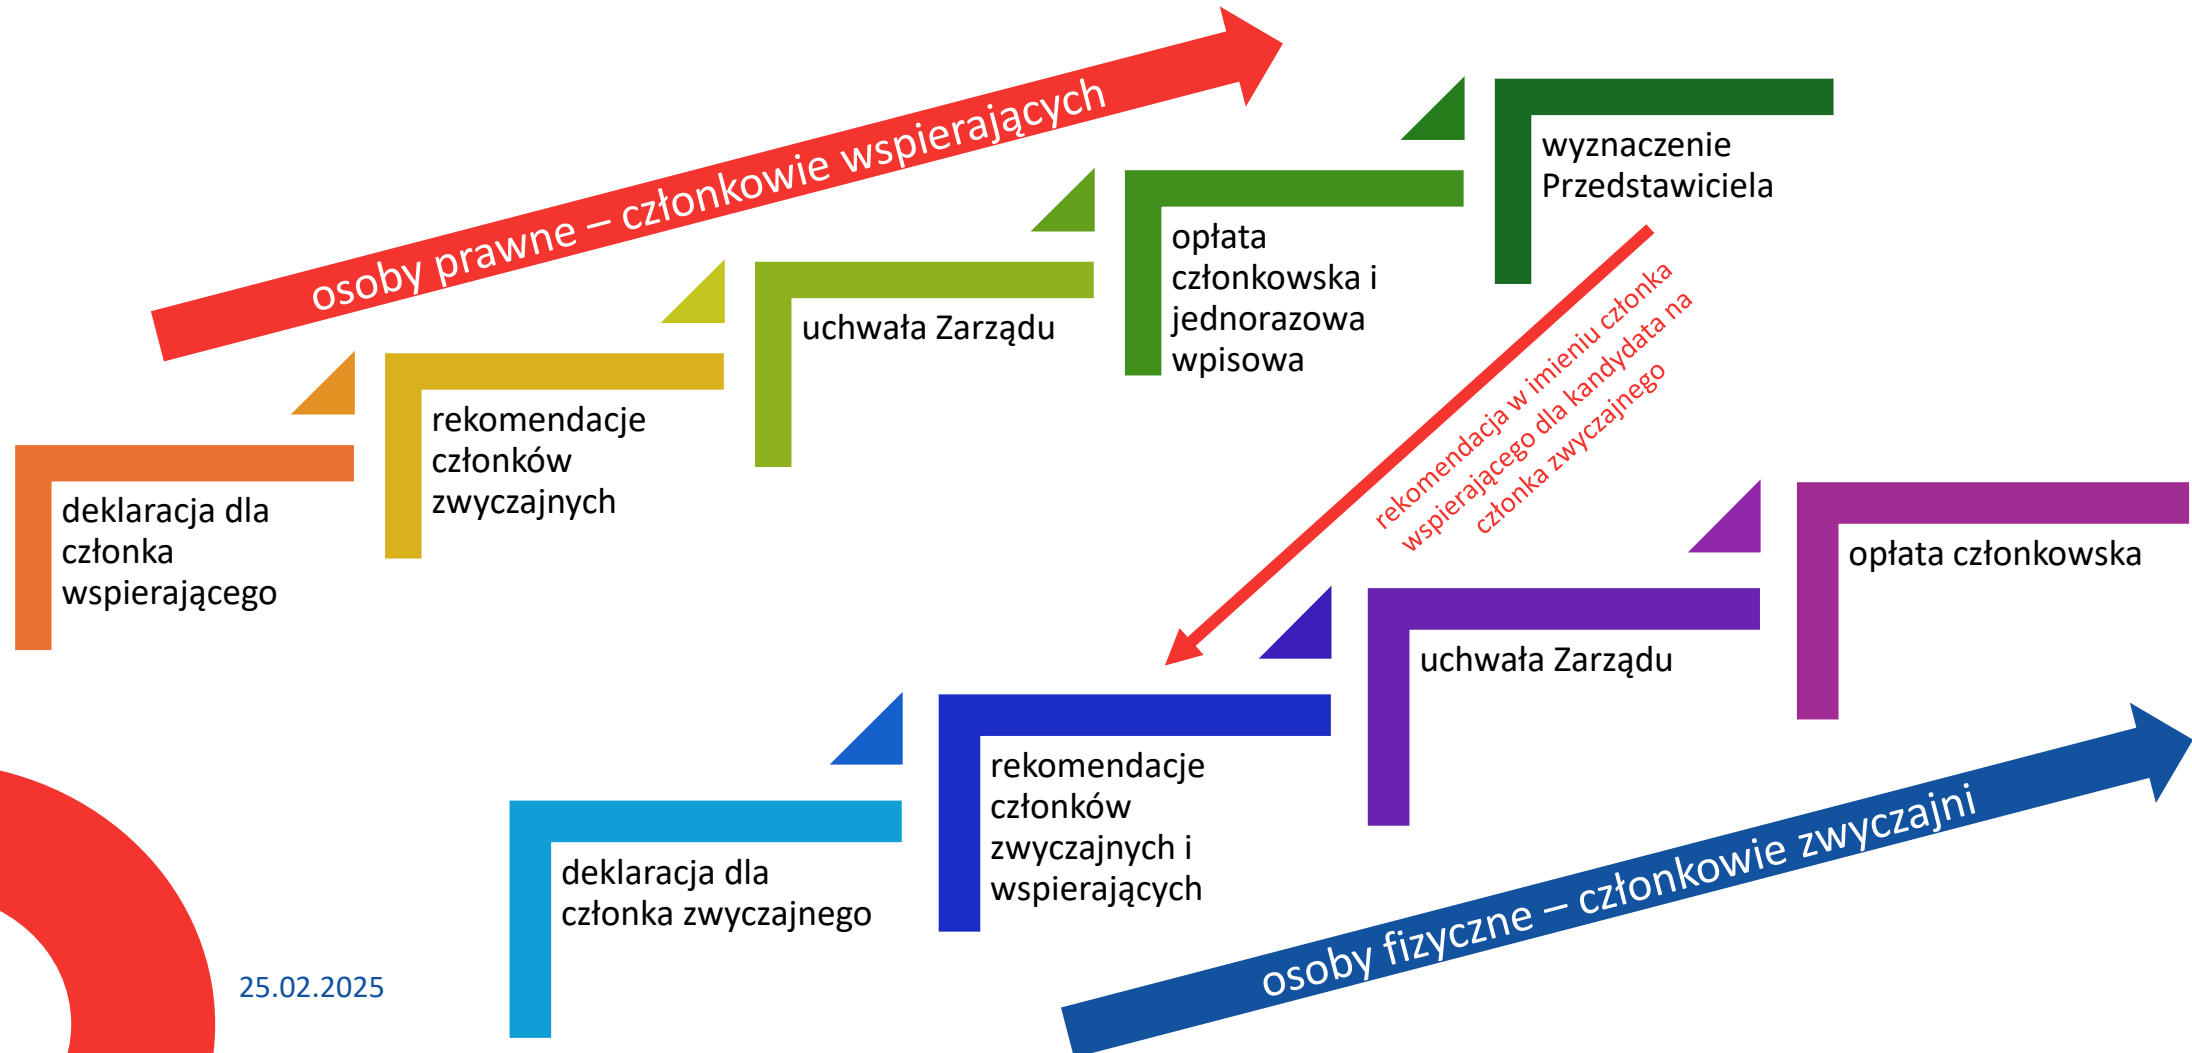 osoby prawne – członkowie wspierających
deklaracja dla
członka
wspierającego
rekomendacje
członków
zwyczajnych
uchwała Zarządu
opłata
członkowska i
jednorazowa
wpisowa
wyznaczenie
Przedstawiciela
rekomendacja w imieniu członka
wspierającego dla kandydata na
członka zwyczajnego
deklaracja dla
członka zwyczajnego
rekomendacje
członków
zwyczajnych i
wspierających
uchwała Zarządu
opłata członkowska
osoby fizyczne – członkowie zwyczajni
25.02.2025